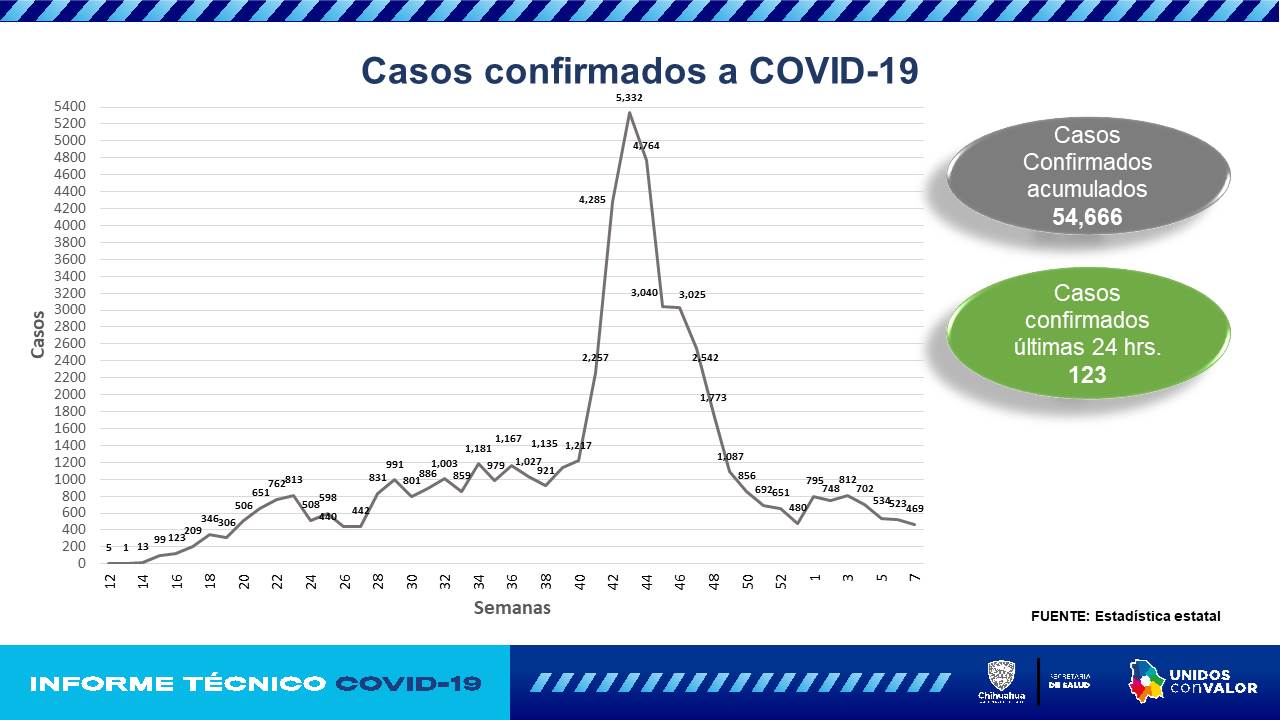 Casos confirmados a COVID-19
5400
5200
5000
4800
4600
4400
4200
4000
3800
3600
3400
3200
3000
2800
2600
2400
2200
2000
1800
1600
1400
1200
1000
800
600
400
200
0
Casos
5 1 13 99 123 209 346 306 506 651 762 813 508 598 440 442 831 991 801 886 1,003 859 1,181 979 1,167 1,027 921 1,135 1,217 2,257 4,285 5,332 4,764 3,040 3,025 2,542 1,773 1,087 856 692 651 480 795 748 812 702 534 523 469
12 14 16 18 20 22 24 26 28 30 32 34 36 38 40 42 44 46 48 50 52 1 3 5 7
Semanas
Casos
Confirmados
acumulados
54,666
Casos
confirmados
últimas 24 hrs.
123
FUENTE: Estadística estatal
INFORME TÉCNICO COVID-19
Chihuahua
SECRETARÍA
DE SALUD
UNIDOS
conVALOR